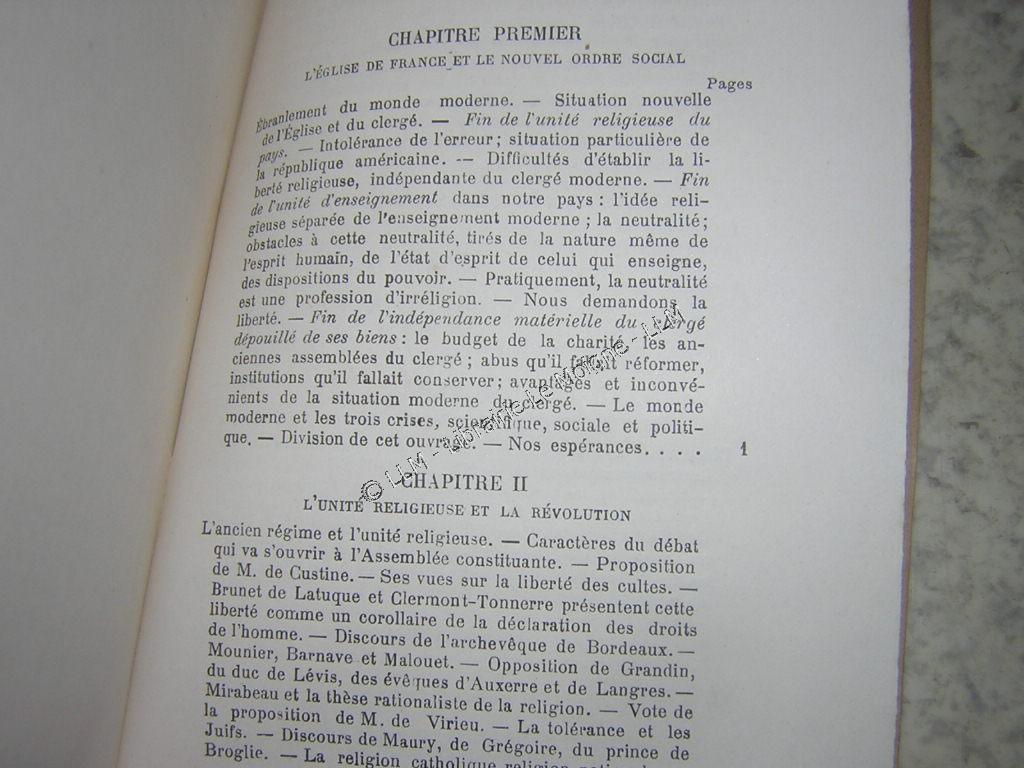 CHAPITRE PREMIER
L'ÉGLISE DE FRANCE ET LE NOUVEL ORDRE SOCIAL
Pages
Ébranlement du monde moderne. — Situation nouvelle
de l'Église et du clergé. — Fin de l'unité religieuse du
pays. — Intolérance de l'erreur; situation particulière de
la république américaine. — Difficultés d'établir la li-
berté religieuse, indépendante du clergé moderne. — Fin
de l'unité d'enseignement dans notre pays : l'idée reli-
gieuse séparée de l'enseignement moderne; la neutralité;
obstacles à cette neutralité, tirés de la nature même de
l'esprit humain, de l'état d'esprit de celui qui enseigne,
des dispositions du pouvoir. — Pratiquement, la neutralité
est une profession d'irréligion. — Nous demandons la
liberté. — Fin de l'indépendance matérielle du clergé
dépouillé de ses biens : le budget de la charité, les an-
ciennes assemblées du clergé; abus qu'il fallait réformer,
institutions qu'il fallait conserver; avantages et inconvé-
nients de la situation moderne du clergé. — Le monde
moderne et les trois crises, scientifique, sociale et politi-
que. — Division de cet ouvrage. — Nos espérances. . . . 1
CHAPITRE II
L'UNITÉ RELIGIEUSE ET LA RÉVOLUTION
L'ancien régime et l'unité religieuse. — Caractères du débat
qui va s'ouvrir à l'Assemblée constituante. — Proposition
de M. de Custine. — Ses vues sur la liberté des cultes. —
Brunet de Latuque et Clermont-Tonnerre présentent cette
liberté comme un corollaire de la déclaration des droits
de l'homme. — Discours de l'archevêque de Bordeaux. —
Mounier, Barnave et Malouet. — Opposition de Grandin,
du duc de Lévis, des évêques d'Auxerre et de Langres. —
Mirabeau et la thèse rationaliste de la religion. — Vote de
la proposition de M. de Virieu. — La tolérance et les
Juifs. — Discours de Maury, de Grégoire, du prince de
Broglie. — La religion catholique religion
© LLM - Librairie Le Moigne - LLM